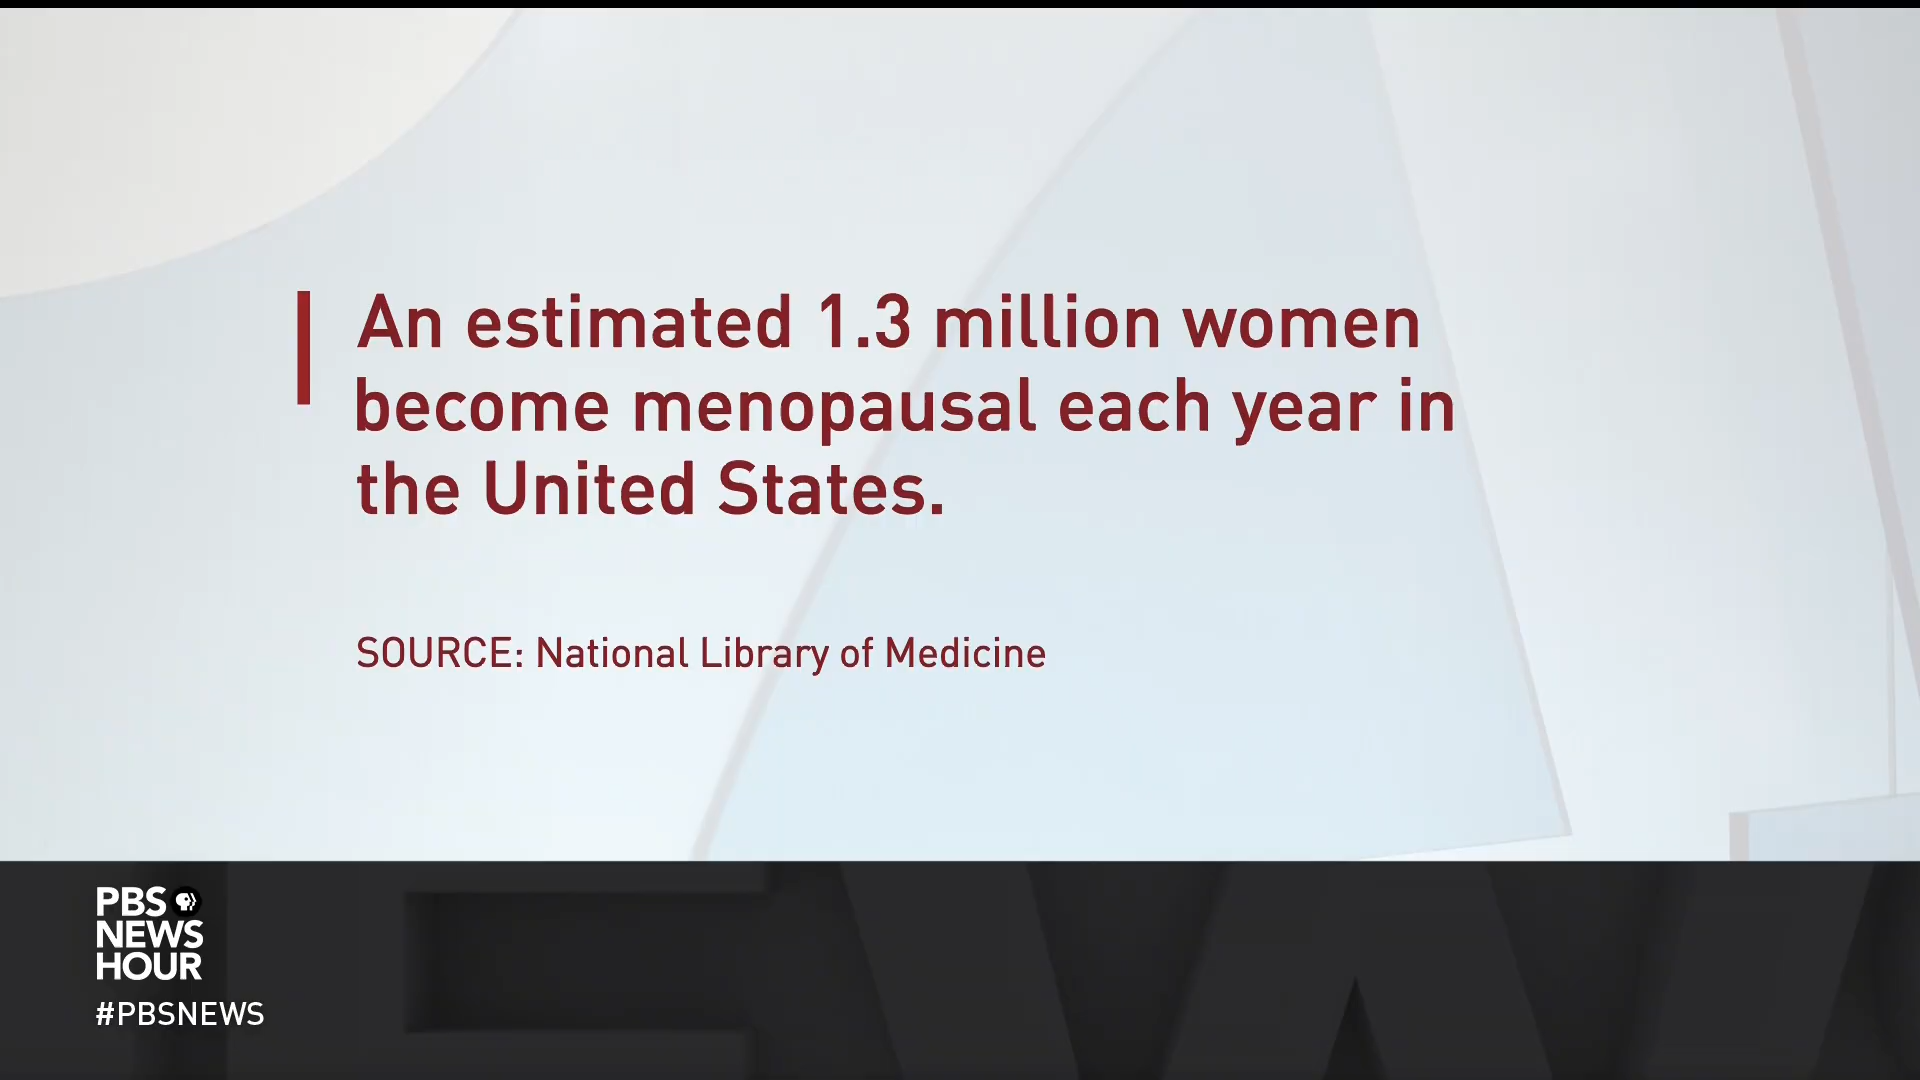 An estimated 1.3 million women
become menopausal each year in
the United States.
SOURCE: National Library of Medicine
PBS
NEWS
HOUR
#PBSNEWS